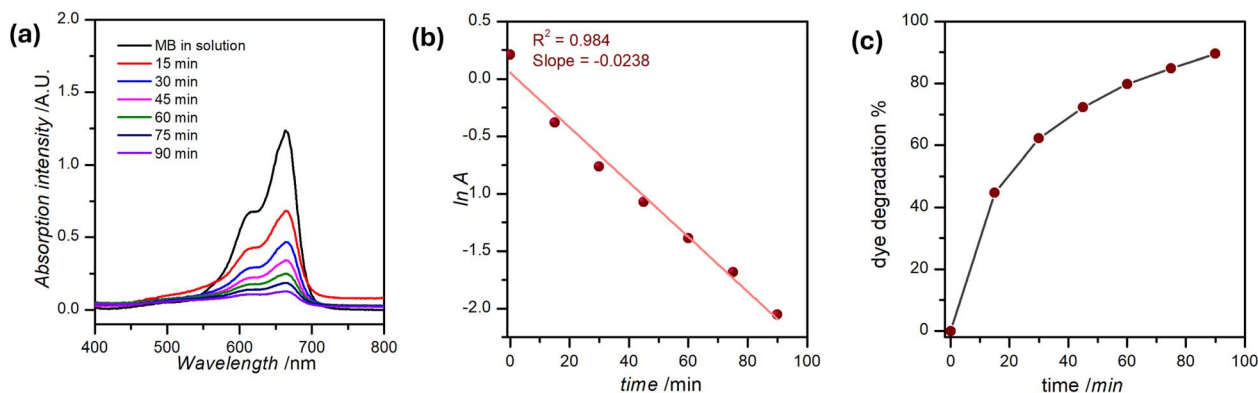 (a)
2.0
1.5
1.0
0.5
0.0
Absorption intensity /A.U.
MB in solution
15 min
30 min
45 min
60 min
75 min
90 min
400
500
600
700
800
Wavelength /nm
(b)
0.5
0.0
-0.5
-1.0
-1.5
-2.0
ln A
R² = 0.984
Slope = -0.0238
0
20
40
60
80
100
time /min
(c)
100
80
60
40
20
0
dye degradation %
0
20
40
60
80
100
time /min